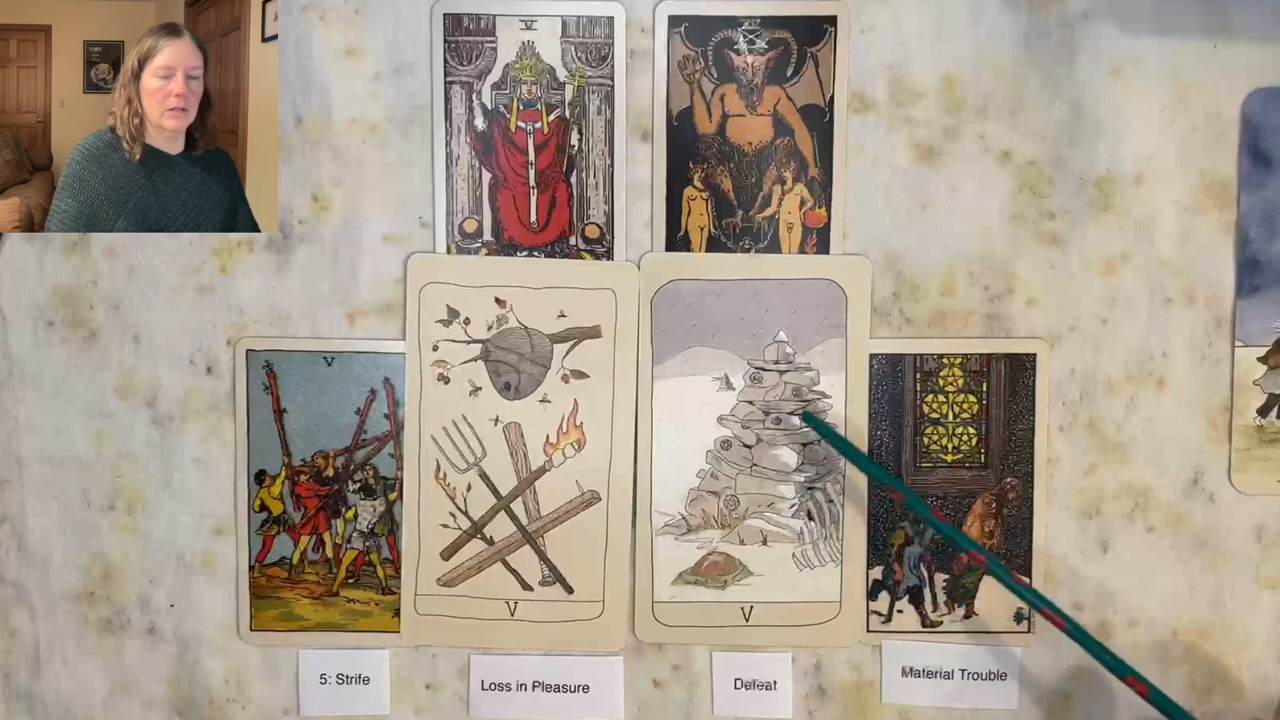 V
V
V
V
5: Strife
Loss in Pleasure
Defeat
Material Trouble